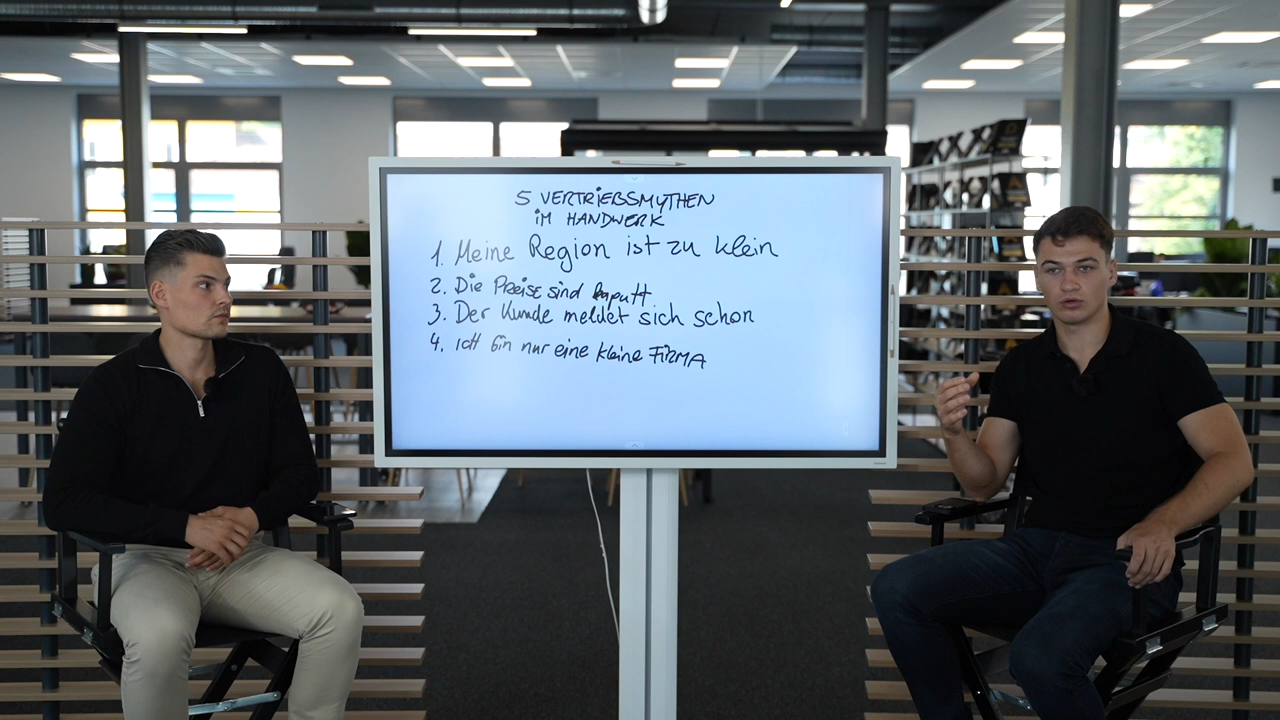 5 VERTRIEBSMYTHEN
IM HANDWERK
1. Meine Region ist zu klein
2. Die Preise sind kaputt
3. Der Kunde meldet sich schon
4. ICH bin nur eine kleine FIRMA